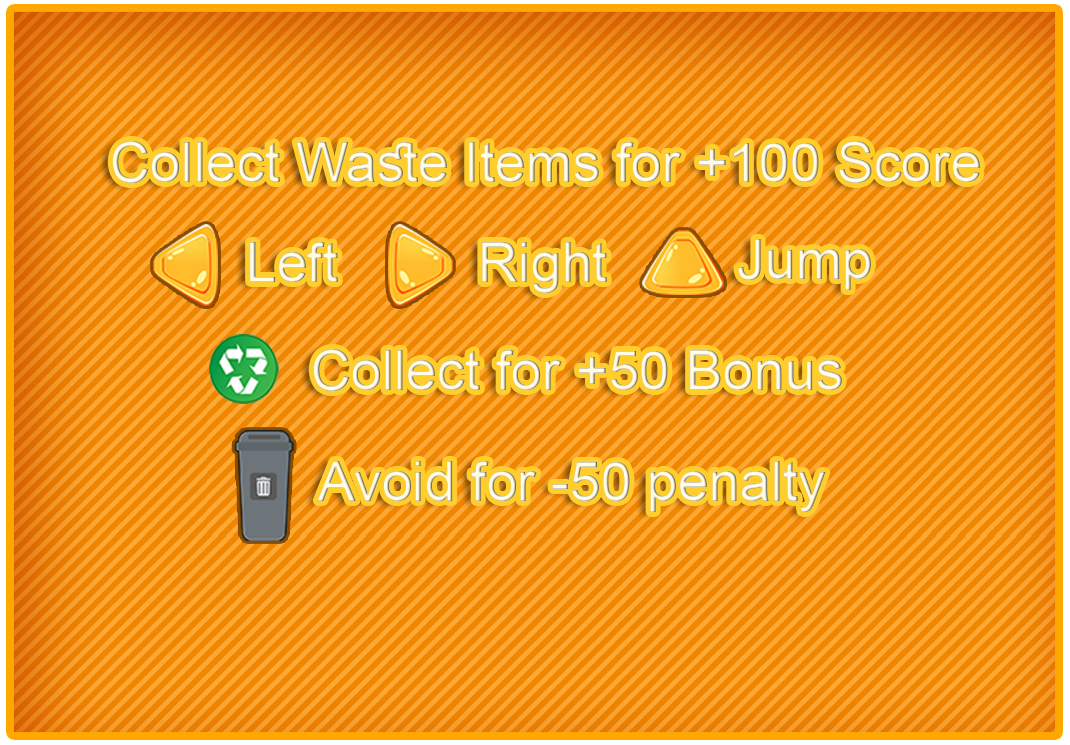 Collect Waste Items for +100 Score
Left Right Jump
Collect for +50 Bonus
Avoid for -50 penalty